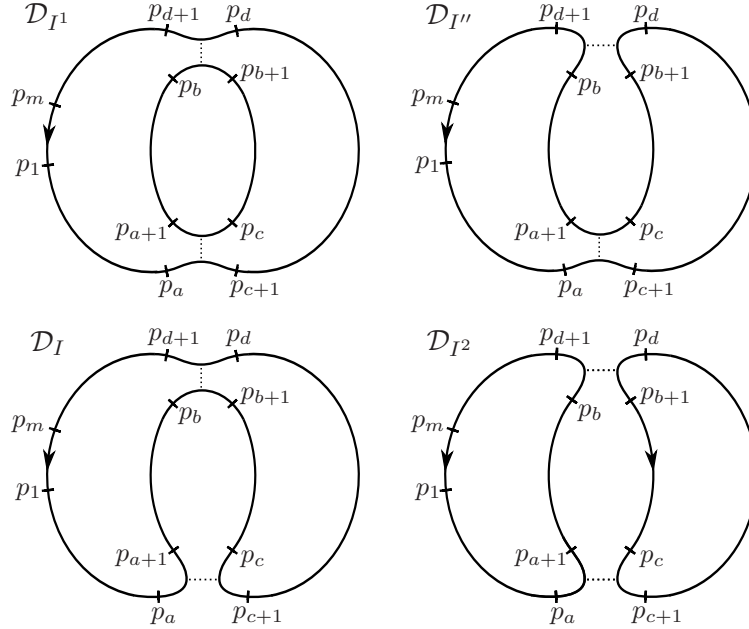 𝒟_{I^1} p_{d+1} p_d
p_b p_{b+1}
p_m
p_1
p_{a+1} p_c
p_a p_{c+1}
𝒟_{I''} p_{d+1} p_d
p_b p_{b+1}
p_m
p_1
p_{a+1} p_c
p_a p_{c+1}
𝒟_I p_{d+1} p_d
p_b p_{b+1}
p_m
p_1
p_{a+1} p_c
p_a p_{c+1}
𝒟_{I^2} p_{d+1} p_d
p_b p_{b+1}
p_m
p_1
p_{a+1} p_c
p_a p_{c+1}